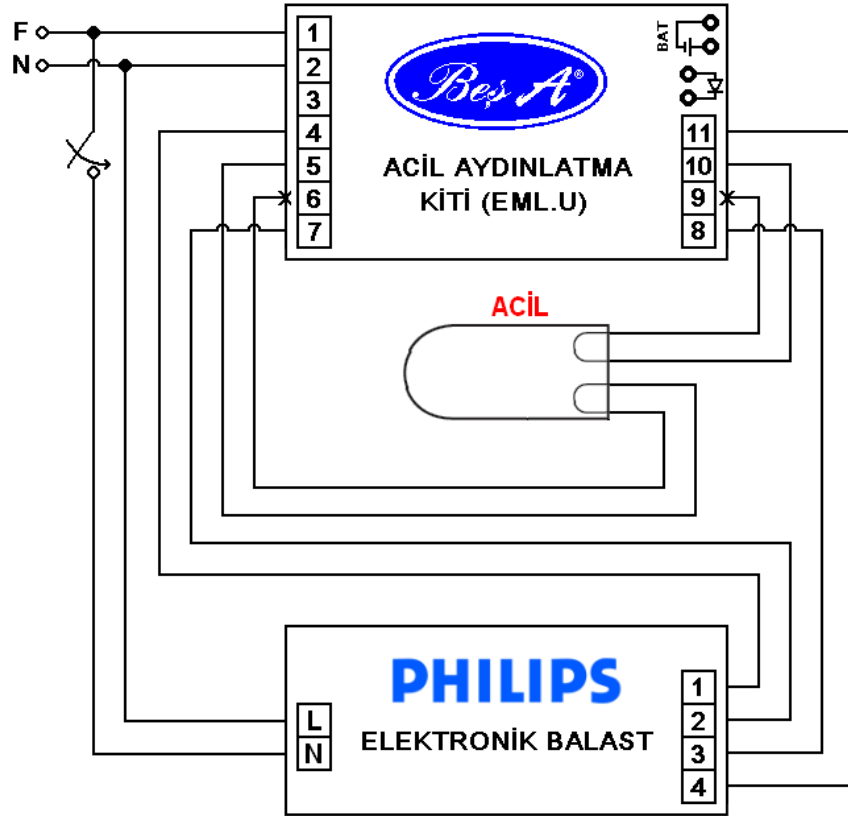 F
N
1
2
3
4
5
6
7
Beş A®
ACİL AYDINLATMA
KİTİ (EML.U)
BAT
11
10
9
8
ACİL
PHILIPS
ELEKTRONİK BALAST
L
N
1
2
3
4